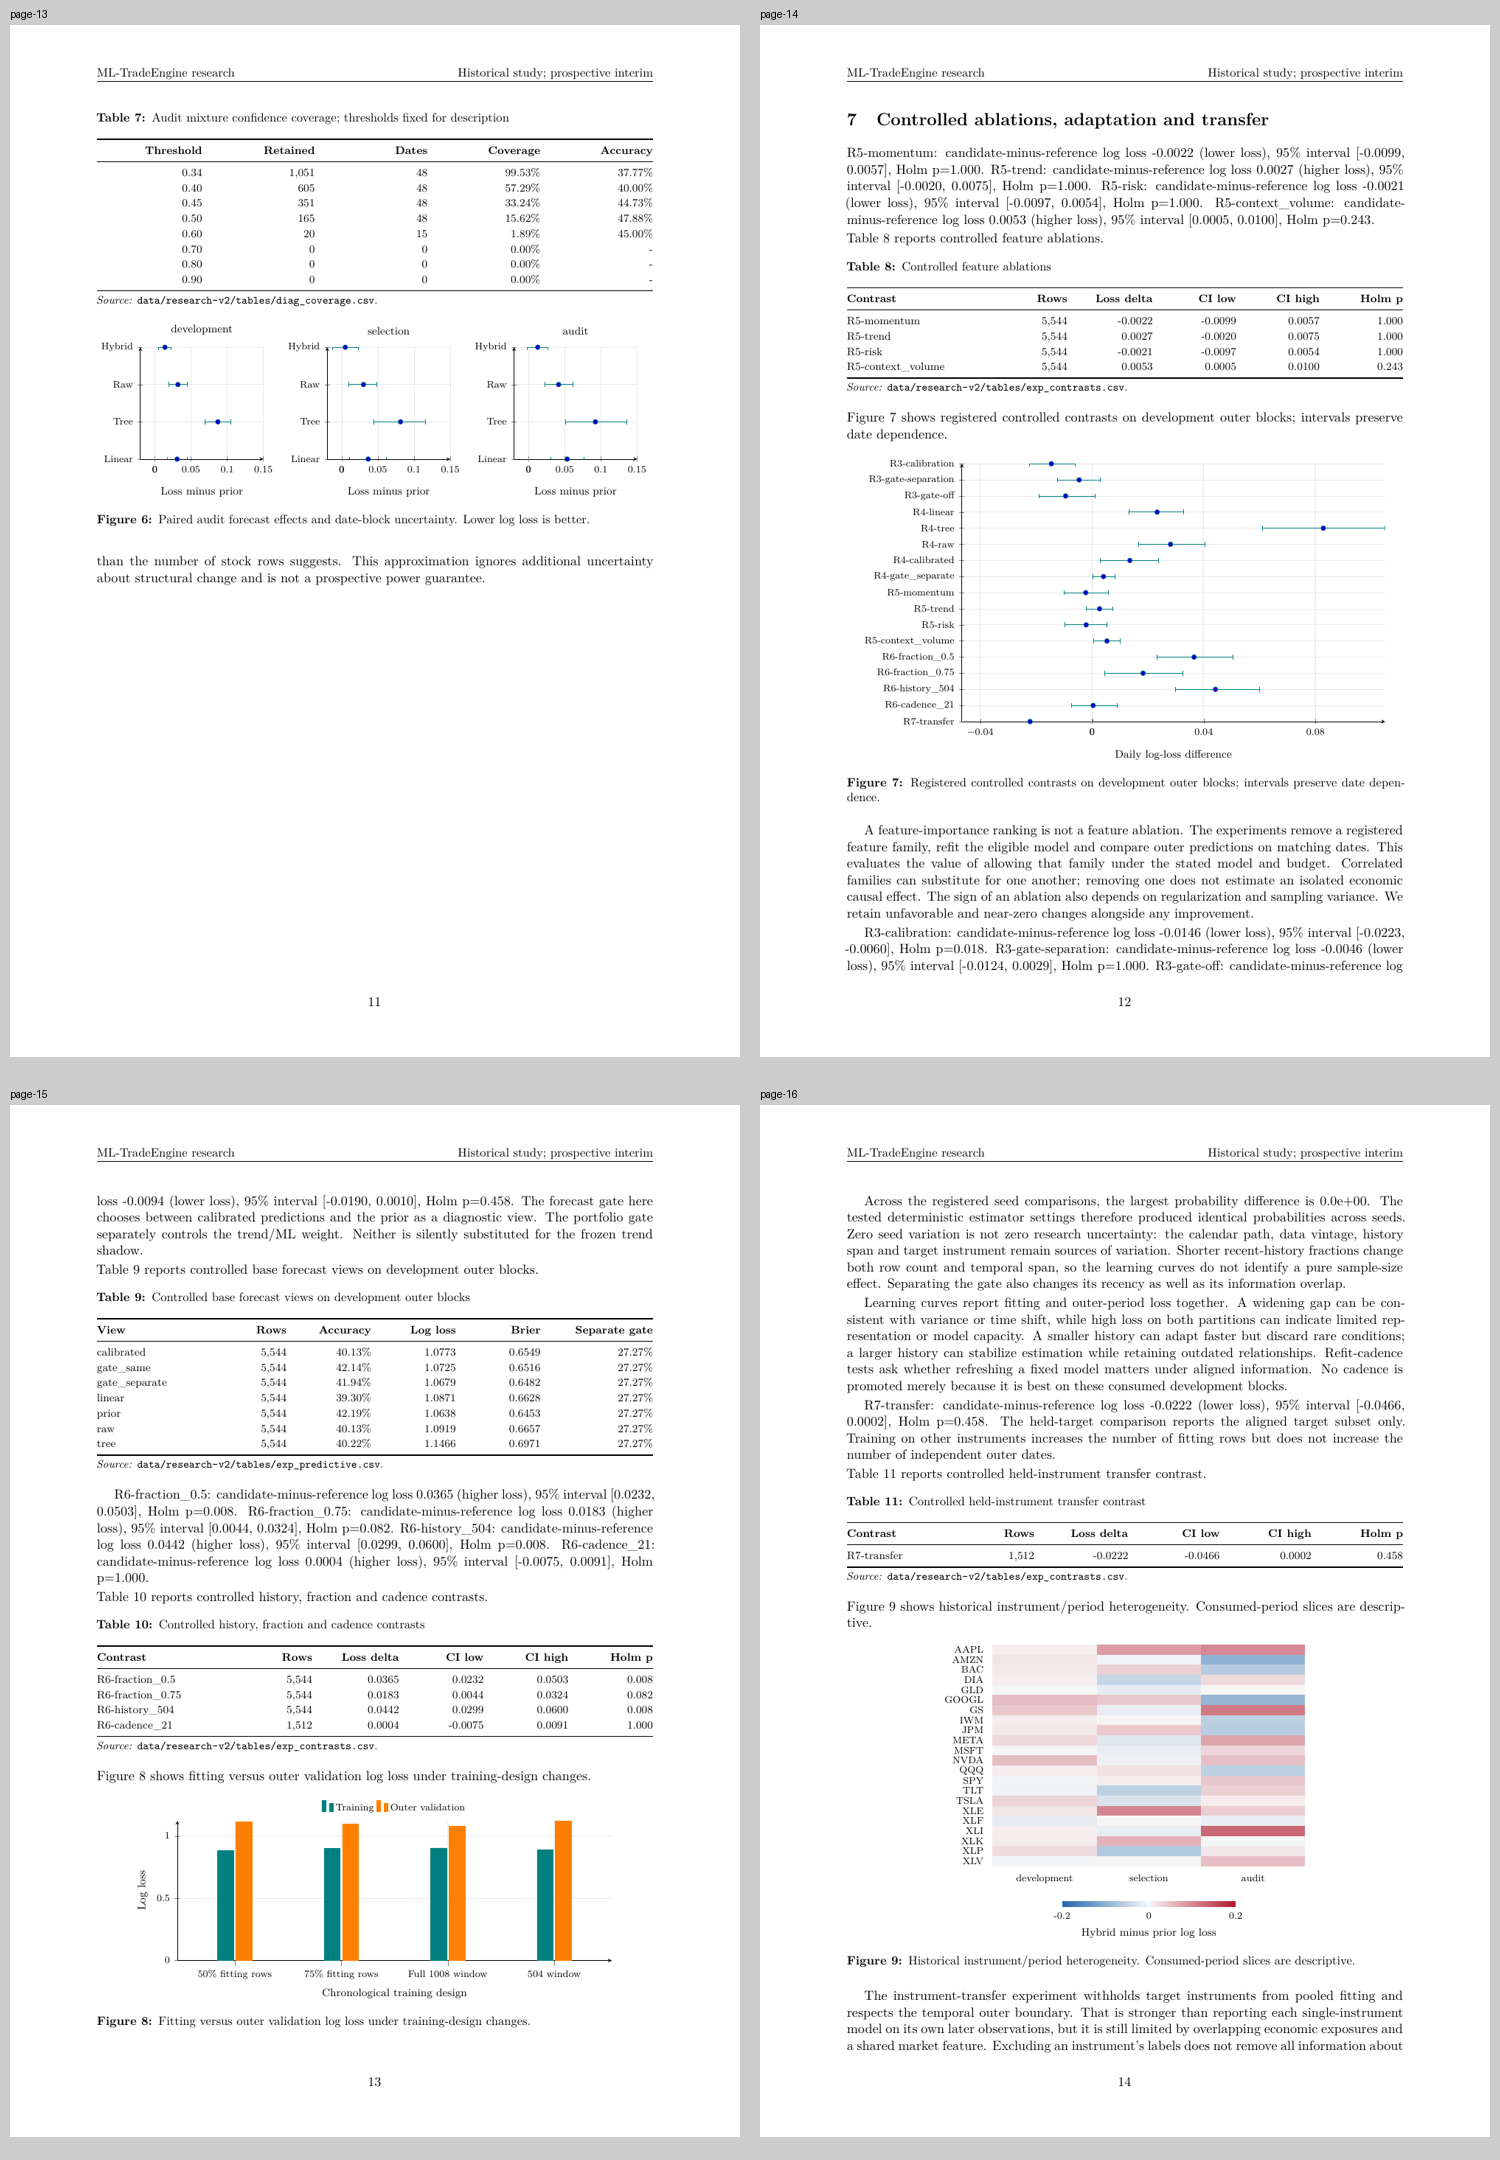 page-13
ML-TradeEngine research Historical study; prospective interim
Table 7: Audit mixture confidence coverage; thresholds fixed for description
Threshold Retained Dates Coverage Accuracy
0.34 1,051 48 99.53% 37.77%
0.40 605 48 57.29% 40.00%
0.45 351 48 33.24% 44.73%
0.50 165 48 15.62% 47.88%
0.60 20 15 1.89% 45.00%
0.70 0 0 0.00% -
0.80 0 0 0.00% -
0.90 0 0 0.00% -
Source: data/research-v2/tables/diag_coverage.csv.
development selection audit
Hybrid Hybrid Hybrid
Raw Raw Raw
Tree Tree Tree
Linear Linear Linear
0 0.05 0.1 0.15 0 0.05 0.1 0.15 0 0.05 0.1 0.15
Loss minus prior Loss minus prior Loss minus prior
Figure 6: Paired audit forecast effects and date-block uncertainty. Lower log loss is better.
than the number of stock rows suggests. This approximation ignores additional uncertainty
about structural change and is not a prospective power guarantee.
11
page-14
ML-TradeEngine research Historical study; prospective interim
7 Controlled ablations, adaptation and transfer
R5-momentum: candidate-minus-reference log loss -0.0022 (lower loss), 95% interval [-0.0099,
0.0057], Holm p=1.000. R5-trend: candidate-minus-reference log loss 0.0027 (higher loss), 95%
interval [-0.0020, 0.0075], Holm p=1.000. R5-risk: candidate-minus-reference log loss -0.0021
(lower loss), 95% interval [-0.0097, 0.0054], Holm p=1.000. R5-context_volume: candidate-
minus-reference log loss 0.0053 (higher loss), 95% interval [0.0005, 0.0100], Holm p=0.243.
Table 8 reports controlled feature ablations.
Table 8: Controlled feature ablations
Contrast Rows Loss delta CI low CI high Holm p
R5-momentum 5,544 -0.0022 -0.0099 0.0057 1.000
R5-trend 5,544 0.0027 -0.0020 0.0075 1.000
R5-risk 5,544 -0.0021 -0.0097 0.0054 1.000
R5-context_volume 5,544 0.0053 0.0005 0.0100 0.243
Source: data/research-v2/tables/exp_contrasts.csv.
Figure 7 shows registered controlled contrasts on development outer blocks; intervals preserve
date dependence.
R3-calibration
R3-gate-separation
R3-gate-off
R4-linear
R4-tree
R4-raw
R4-calibrated
R4-gate_separate
R5-momentum
R5-trend
R5-risk
R5-context_volume
R6-fraction_0.5
R6-fraction_0.75
R6-history_504
R6-cadence_21
R7-transfer
−0.04 0 0.04 0.08
Daily log-loss difference
Figure 7: Registered controlled contrasts on development outer blocks; intervals preserve date depen-
dence.
A feature-importance ranking is not a feature ablation. The experiments remove a registered
feature family, refit the eligible model and compare outer predictions on matching dates. This
evaluates the value of allowing that family under the stated model and budget. Correlated
families can substitute for one another; removing one does not estimate an isolated economic
causal effect. The sign of an ablation also depends on regularization and sampling variance. We
retain unfavorable and near-zero changes alongside any improvement.
R3-calibration: candidate-minus-reference log loss -0.0146 (lower loss), 95% interval [-0.0223,
-0.0060], Holm p=0.018. R3-gate-separation: candidate-minus-reference log loss -0.0046 (lower
loss), 95% interval [-0.0124, 0.0029], Holm p=1.000. R3-gate-off: candidate-minus-reference log
12
page-15
ML-TradeEngine research Historical study; prospective interim
loss -0.0094 (lower loss), 95% interval [-0.0190, 0.0010], Holm p=0.458. The forecast gate here
chooses between calibrated predictions and the prior as a diagnostic view. The portfolio gate
separately controls the trend/ML weight. Neither is silently substituted for the frozen trend
shadow.
Table 9 reports controlled base forecast views on development outer blocks.
Table 9: Controlled base forecast views on development outer blocks
View Rows Accuracy Log loss Brier Separate gate
calibrated 5,544 40.13% 1.0773 0.6549 27.27%
gate_same 5,544 42.14% 1.0725 0.6516 27.27%
gate_separate 5,544 41.94% 1.0679 0.6482 27.27%
linear 5,544 39.30% 1.0871 0.6628 27.27%
prior 5,544 42.19% 1.0638 0.6453 27.27%
raw 5,544 40.13% 1.0919 0.6657 27.27%
tree 5,544 40.22% 1.1466 0.6971 27.27%
Source: data/research-v2/tables/exp_predictive.csv.
R6-fraction_0.5: candidate-minus-reference log loss 0.0365 (higher loss), 95% interval [0.0232,
0.0503], Holm p=0.008. R6-fraction_0.75: candidate-minus-reference log loss 0.0183 (higher
loss), 95% interval [0.0044, 0.0324], Holm p=0.082. R6-history_504: candidate-minus-reference
log loss 0.0442 (higher loss), 95% interval [0.0299, 0.0600], Holm p=0.008. R6-cadence_21:
candidate-minus-reference log loss 0.0004 (higher loss), 95% interval [-0.0075, 0.0091], Holm
p=1.000.
Table 10 reports controlled history, fraction and cadence contrasts.
Table 10: Controlled history, fraction and cadence contrasts
Contrast Rows Loss delta CI low CI high Holm p
R6-fraction_0.5 5,544 0.0365 0.0232 0.0503 0.008
R6-fraction_0.75 5,544 0.0183 0.0044 0.0324 0.082
R6-history_504 5,544 0.0442 0.0299 0.0600 0.008
R6-cadence_21 1,512 0.0004 -0.0075 0.0091 1.000
Source: data/research-v2/tables/exp_contrasts.csv.
Figure 8 shows fitting versus outer validation log loss under training-design changes.
Training Outer validation
1
0.5
0
Log loss
50% fitting rows 75% fitting rows Full 1008 window 504 window
Chronological training design
Figure 8: Fitting versus outer validation log loss under training-design changes.
13
page-16
ML-TradeEngine research Historical study; prospective interim
Across the registered seed comparisons, the largest probability difference is 0.0e+00. The
tested deterministic estimator settings therefore produced identical probabilities across seeds.
Zero seed variation is not zero research uncertainty: the calendar path, data vintage, history
span and target instrument remain sources of variation. Shorter recent-history fractions change
both row count and temporal span, so the learning curves do not identify a pure sample-size
effect. Separating the gate also changes its recency as well as its information overlap.
Learning curves report fitting and outer-period loss together. A widening gap can be con-
sistent with variance or time shift, while high loss on both partitions can indicate limited rep-
resentation or model capacity. A smaller history can adapt faster but discard rare conditions;
a larger history can stabilize estimation while retaining outdated relationships. Refit-cadence
tests ask whether refreshing a fixed model matters under aligned information. No cadence is
promoted merely because it is best on these consumed development blocks.
R7-transfer: candidate-minus-reference log loss -0.0222 (lower loss), 95% interval [-0.0466,
0.0002], Holm p=0.458. The held-target comparison reports the aligned target subset only.
Training on other instruments increases the number of fitting rows but does not increase the
number of independent outer dates.
Table 11 reports controlled held-instrument transfer contrast.
Table 11: Controlled held-instrument transfer contrast
Contrast Rows Loss delta CI low CI high Holm p
R7-transfer 1,512 -0.0222 -0.0466 0.0002 0.458
Source: data/research-v2/tables/exp_contrasts.csv.
Figure 9 shows historical instrument/period heterogeneity. Consumed-period slices are descrip-
tive.
AAPL
AMZN
BAC
DIA
GLD
GOOGL
GS
IWM
JPM
META
MSFT
NVDA
QQQ
SPY
TLT
TSLA
XLE
XLF
XLI
XLK
XLP
XLV
development selection audit
-0.2 0 0.2
Hybrid minus prior log loss
Figure 9: Historical instrument/period heterogeneity. Consumed-period slices are descriptive.
The instrument-transfer experiment withholds target instruments from pooled fitting and
respects the temporal outer boundary. That is stronger than reporting each single-instrument
model on its own later observations, but it is still limited by overlapping economic exposures and
a shared market feature. Excluding an instrument's labels does not remove all information about
14